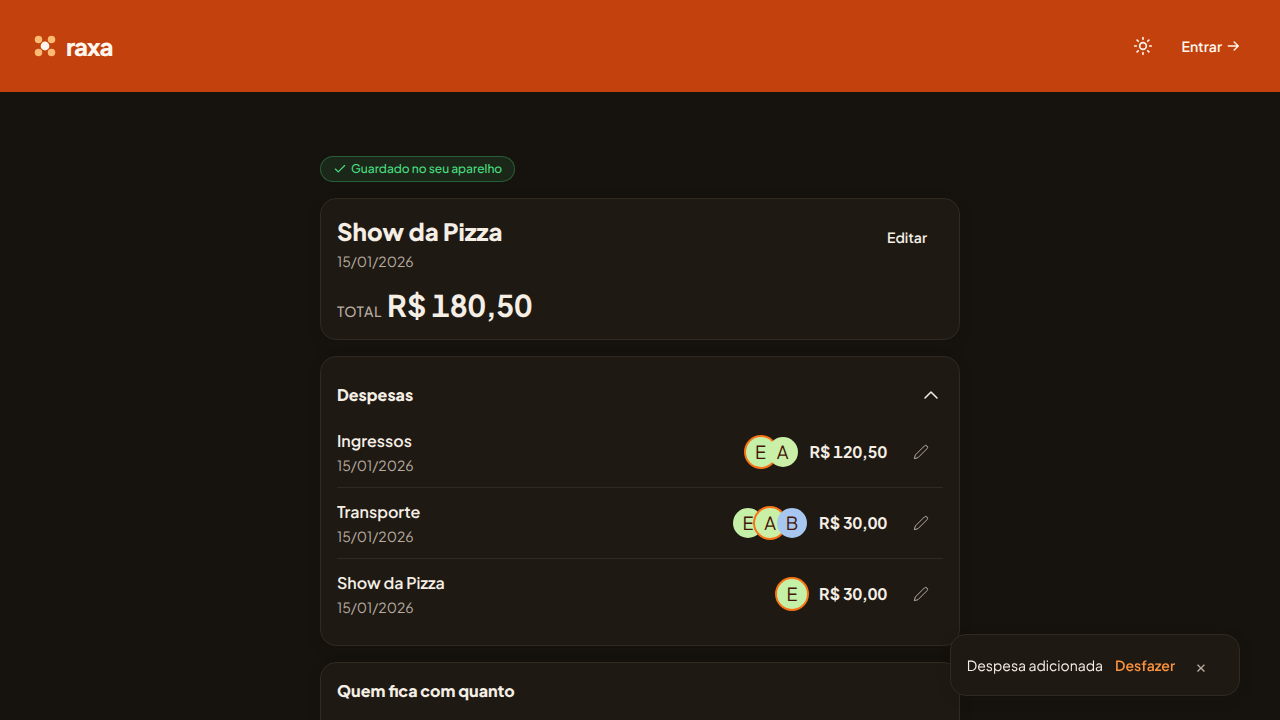 raxa
Entrar →
Guardado no seu aparelho
Show da Pizza
Editar
15/01/2026
TOTAL R$ 180,50
Despesas
Ingressos
15/01/2026
E A R$ 120,50
Transporte
15/01/2026
E A B R$ 30,00
Show da Pizza
15/01/2026
E R$ 30,00
Despesa adicionada Desfazer ×
Quem fica com quanto